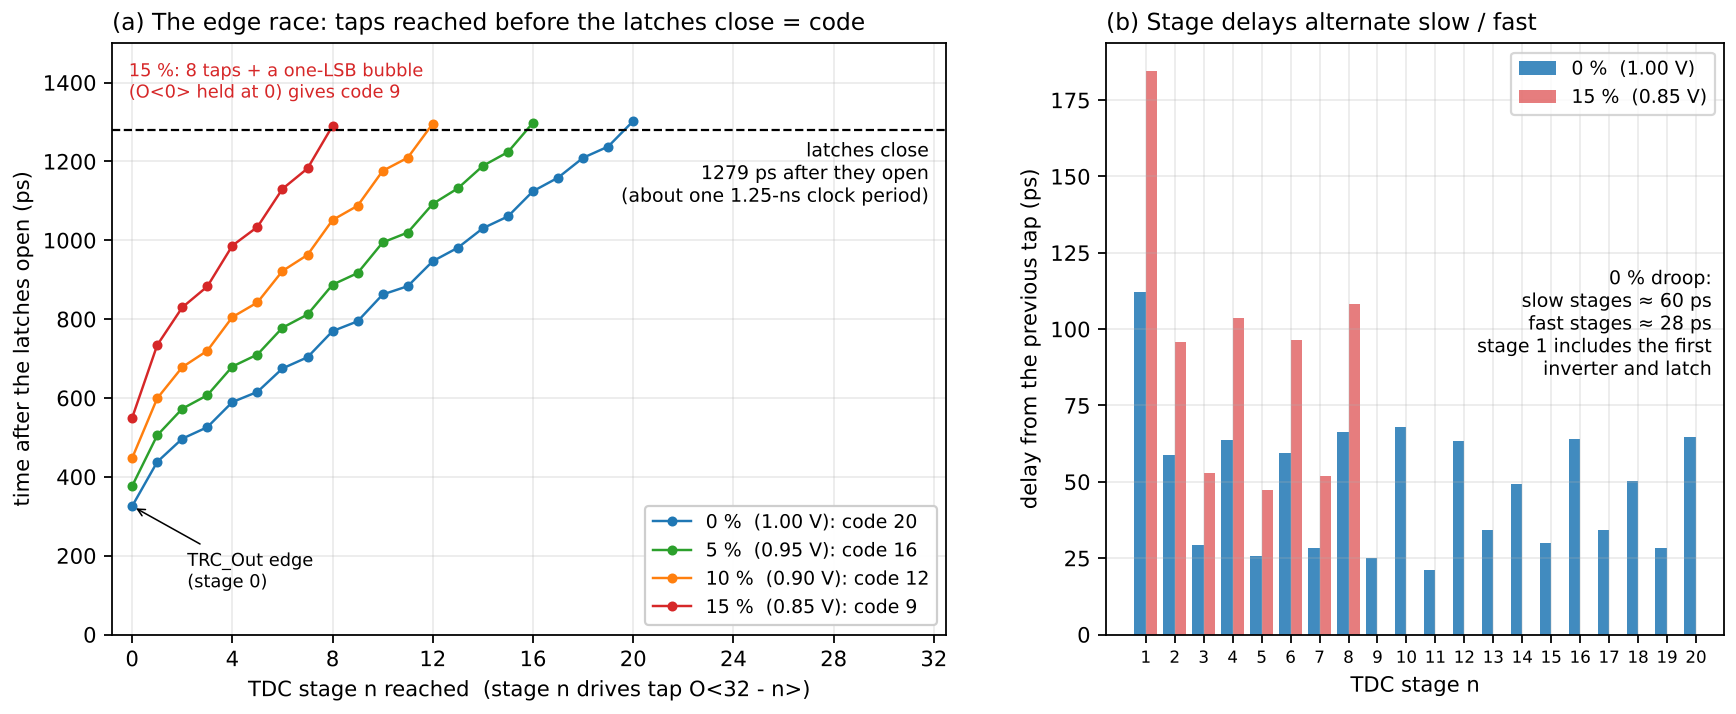 (a) The edge race: taps reached before the latches close = code
15 %: 8 taps + a one-LSB bubble
(O<0> held at 0) gives code 9
latches close
1279 ps after they open
(about one 1.25-ns clock period)
TRC_Out edge
(stage 0)
0 %  (1.00 V): code 20
5 %  (0.95 V): code 16
10 %  (0.90 V): code 12
15 %  (0.85 V): code 9
time after the latches open (ps)
1400
1200
1000
800
600
400
200
0
0 4 8 12 16 20 24 28 32
TDC stage n reached  (stage n drives tap O<32 - n>)
(b) Stage delays alternate slow / fast
0 %  (1.00 V)
15 %  (0.85 V)
0 % droop:
slow stages ≈ 60 ps
fast stages ≈ 28 ps
stage 1 includes the first
inverter and latch
delay from the previous tap (ps)
175
150
125
100
75
50
25
0
1 2 3 4 5 6 7 8 9 10 11 12 13 14 15 16 17 18 19 20
TDC stage n